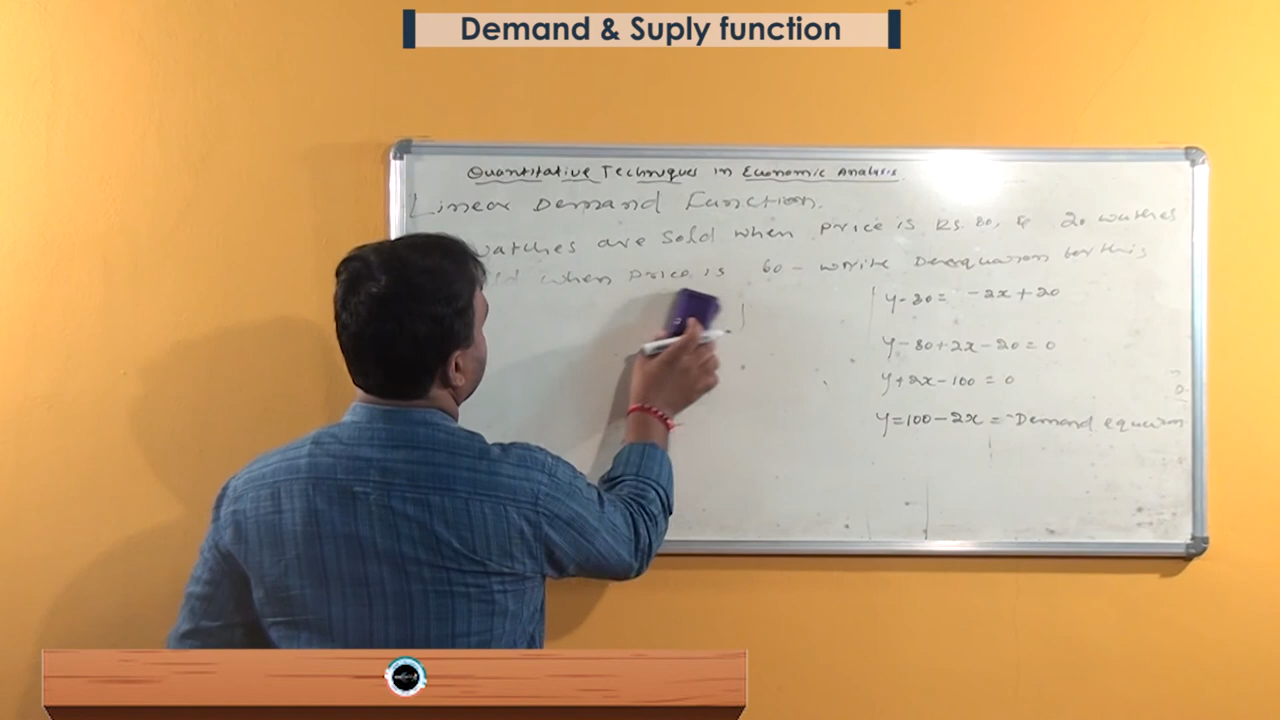 Demand & Suply function
Quantitative Techniques in Economic Analysis
Linear Demand Function.
watches are sold when price is Rs. 80, & 20 watches
when price is 60 - write for this
y-80= -2x+20
y-80+2x-20=0
y+2x-100=0
y=100-2x= Demand equation